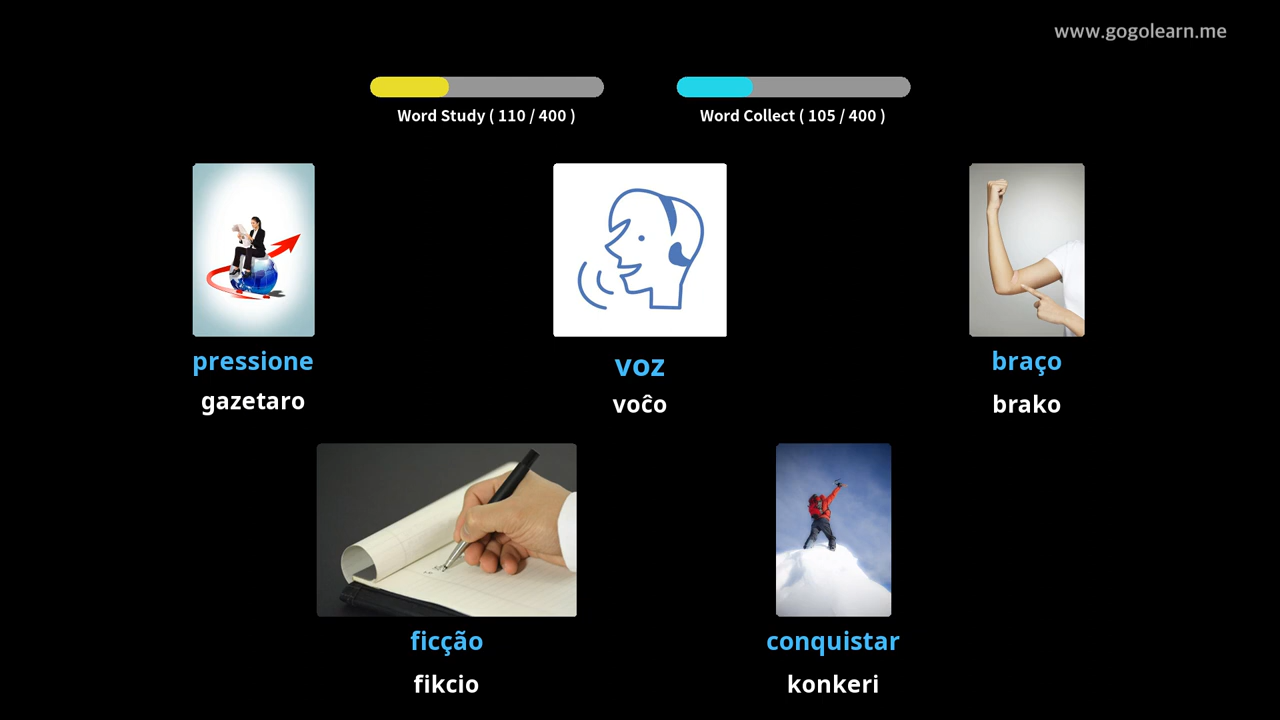 www.gogolearn.me
Word Study ( 110 / 400 )
Word Collect ( 105 / 400 )
pressione
voz
braço
gazetaro
voĉo
brako
ficção
conquistar
fikcio
konkeri